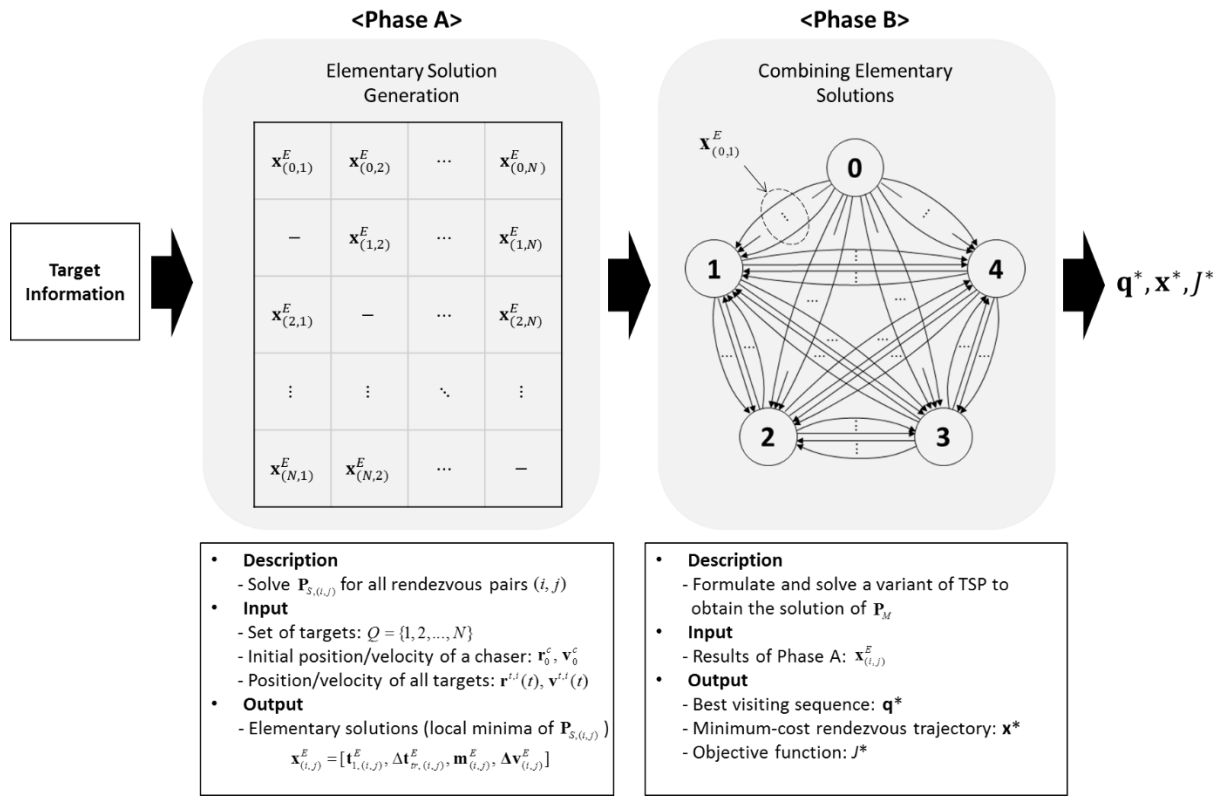 <Phase A>
Elementary Solution
Generation
x^E_(0,1) x^E_(0,2) ⋯ x^E_(0,N)
− x^E_(1,2) ⋯ x^E_(1,N)
x^E_(2,1) − ⋯ x^E_(2,N)
⋮ ⋮ ⋱ ⋮
x^E_(N,1) x^E_(N,2) ⋯ −
Target
Information
<Phase B>
Combining Elementary
Solutions
x^E_(0,1)
0
1
4
2
3
q*, x*, J*
• Description
- Solve P_S,(i,j) for all rendezvous pairs (i, j)
• Input
- Set of targets: Q = {1, 2, ..., N}
- Initial position/velocity of a chaser: r_0^c, v_0^c
- Position/velocity of all targets: r^t,i(t), v^t,i(t)
• Output
- Elementary solutions (local minima of P_S,(i,j))
x^E_(i,j) = [t^E_1,(i,j), Δt^E_tr,(i,j), m^E_(i,j), Δv^E_(i,j)]
• Description
- Formulate and solve a variant of TSP to
obtain the solution of P_M
• Input
- Results of Phase A: x^E_(i,j)
• Output
- Best visiting sequence: q*
- Minimum-cost rendezvous trajectory: x*
- Objective function: J*